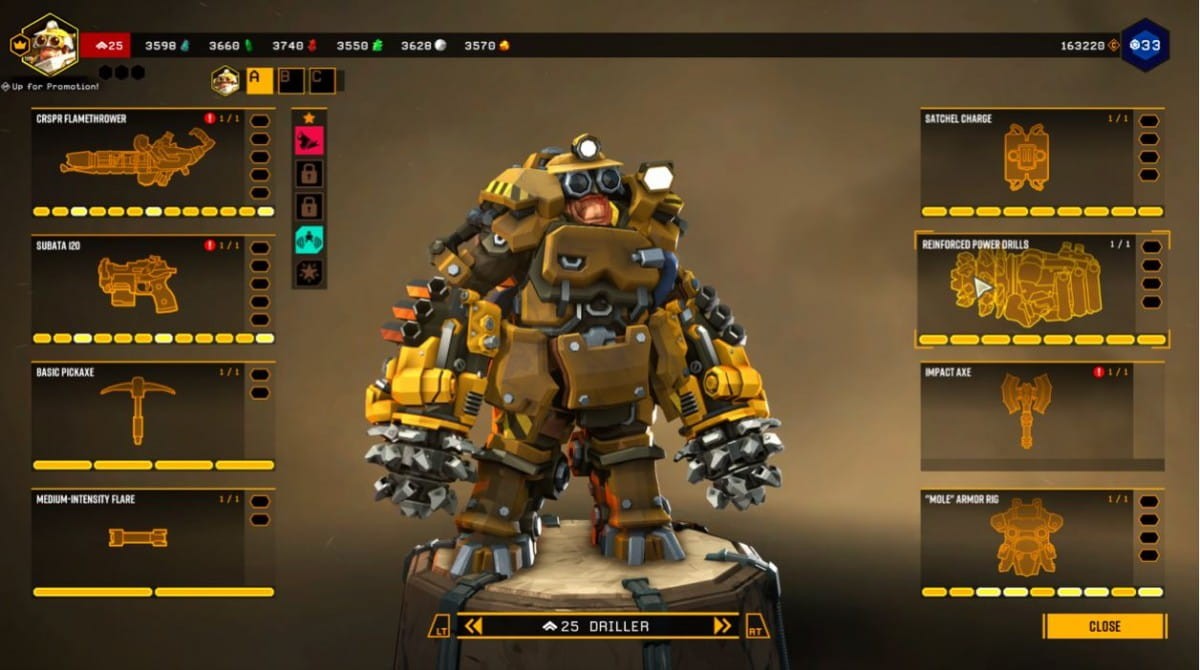 25 3598 3660 3740 3550 3628 3570 163220 C 33
Up for Promotion!
A B C
CRSPR FLAMETHROWER ! 1/1
SATCHEL CHARGE 1/1
SUBATA 120 ! 1/1
REINFORCED POWER DRILLS 1/1
BASIC PICKAXE 1/1
IMPACT AXE ! 1/1
MEDIUM-INTENSITY FLARE 1/1
"MOLE" ARMOR RIG 1/1
LT 25 DRILLER RT
CLOSE